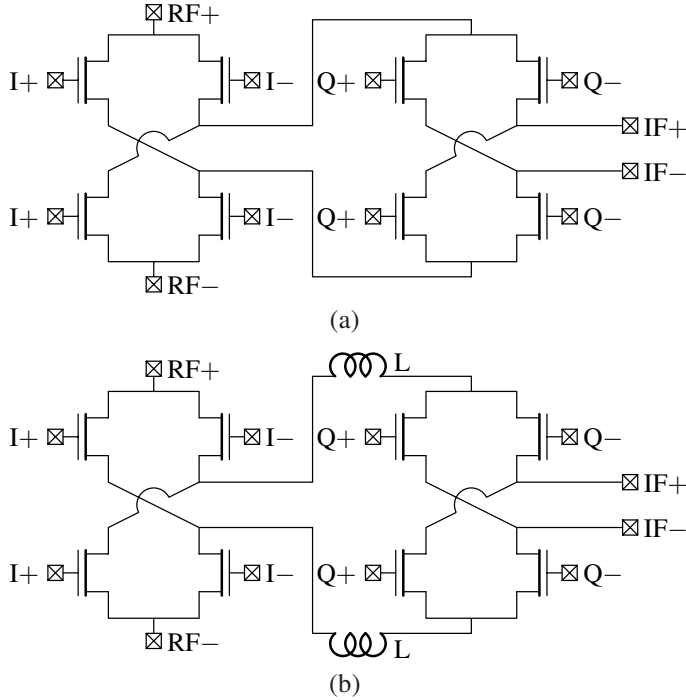 RF+
I+ I− Q+ Q−
IF+
IF−
I+ I− Q+ Q−
RF−
(a)
RF+ L
I+ I− Q+ Q−
IF+
IF−
I+ I− Q+ Q−
RF− L
(b)